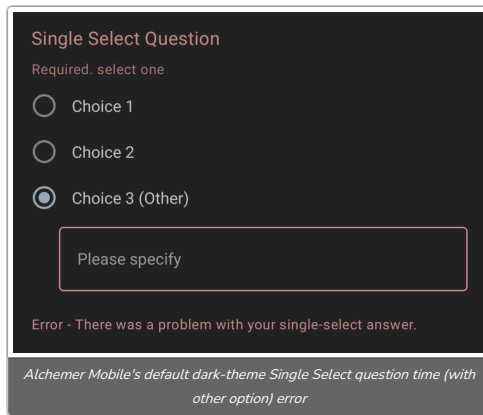 Single Select Question
Required. select one
Choice 1
Choice 2
Choice 3 (Other)
Please specify
Error - There was a problem with your single-select answer.
Alchemer Mobile's default dark-theme Single Select question time (with
other option) error